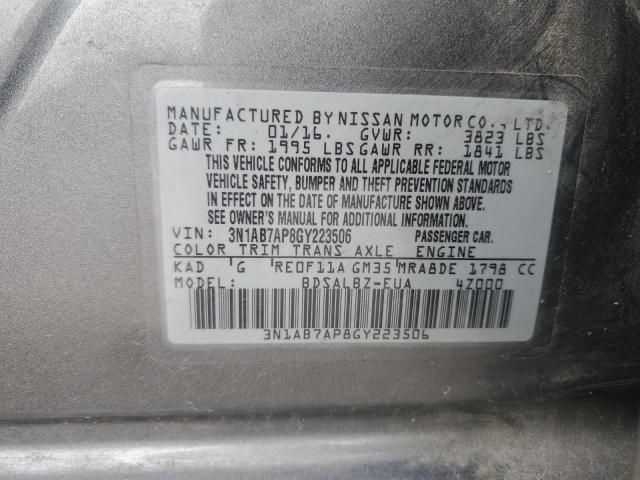 MANUFACTURED BY NISSAN MOTOR CO., LTD.
DATE: 01/16. GVWR: 3823 LBS
GAWR FR: 1995 LBS GAWR RR: 1841 LBS
THIS VEHICLE CONFORMS TO ALL APPLICABLE FEDERAL MOTOR
VEHICLE SAFETY, BUMPER AND THEFT PREVENTION STANDARDS
IN EFFECT ON THE DATE OF MANUFACTURE SHOWN ABOVE.
SEE OWNER'S MANUAL FOR ADDITIONAL INFORMATION.
VIN: 3N1AB7AP8GY223506 PASSENGER CAR.
COLOR TRIM TRANS AXLE ENGINE
KAD G RE0F11A GM35 MRA8DE 1798 CC
MODEL: BDSALBZ-EUA 4Z000
3N1AB7AP8GY223506